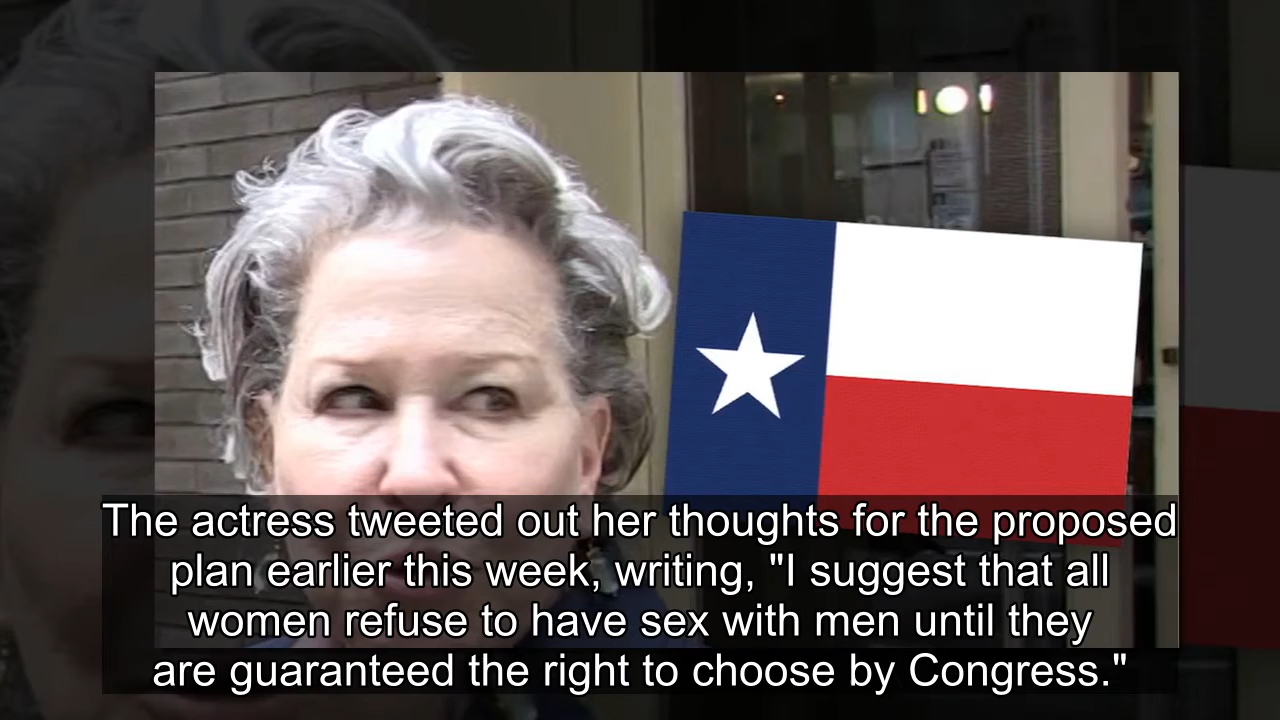 The actress tweeted out her thoughts for the proposed
plan earlier this week, writing, "I suggest that all
women refuse to have sex with men until they
are guaranteed the right to choose by Congress."